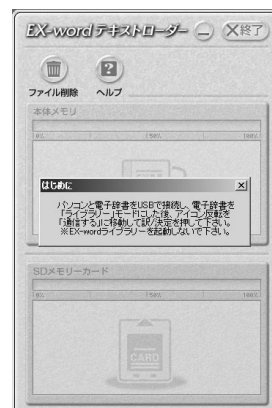 EX-word テキストローダー
終了
ファイル削除 ヘルプ
本体メモリ
0% 50% 100%
はじめに
パソコンと電子辞書をUSBで接続し、電子辞書を
「ライブラリー」モードにした後、アイコン反転を
「通信する」に移動して訳/決定を押して下さい。
※EX-wordライブラリーを起動しないで下さい。
SDメモリーカード
0% 50% 100%
CARD